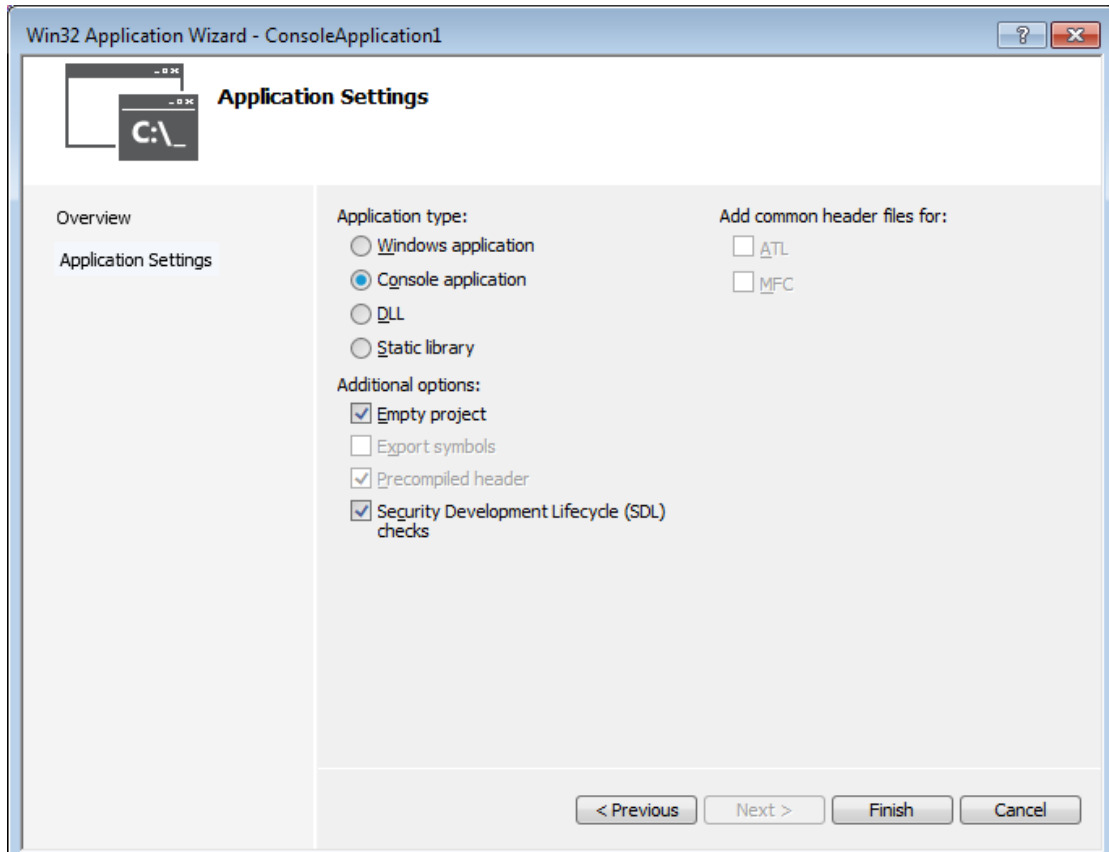 Win32 Application Wizard - ConsoleApplication1
C:\_
Application Settings
Overview
Application Settings
Application type:
Windows application
Console application
DLL
Static library
Additional options:
Empty project
Export symbols
Precompiled header
Security Development Lifecycle (SDL)
checks
Add common header files for:
ATL
MFC
< Previous
Next >
Finish
Cancel